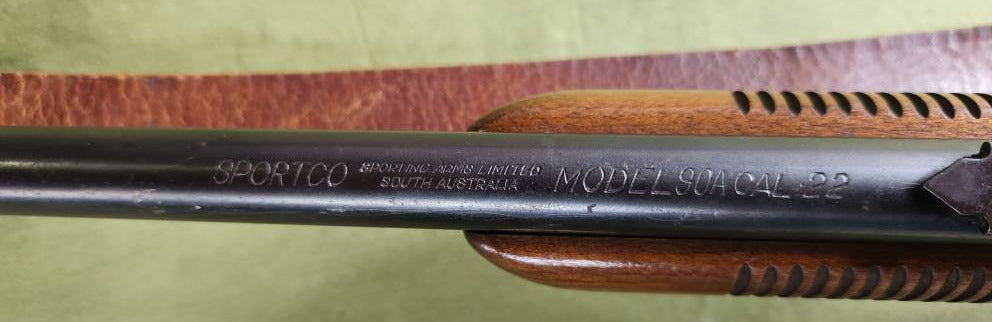 SPORTCO
SPORTING ARMS LIMITED
SOUTH AUSTRALIA
MODEL 90A CAL .22